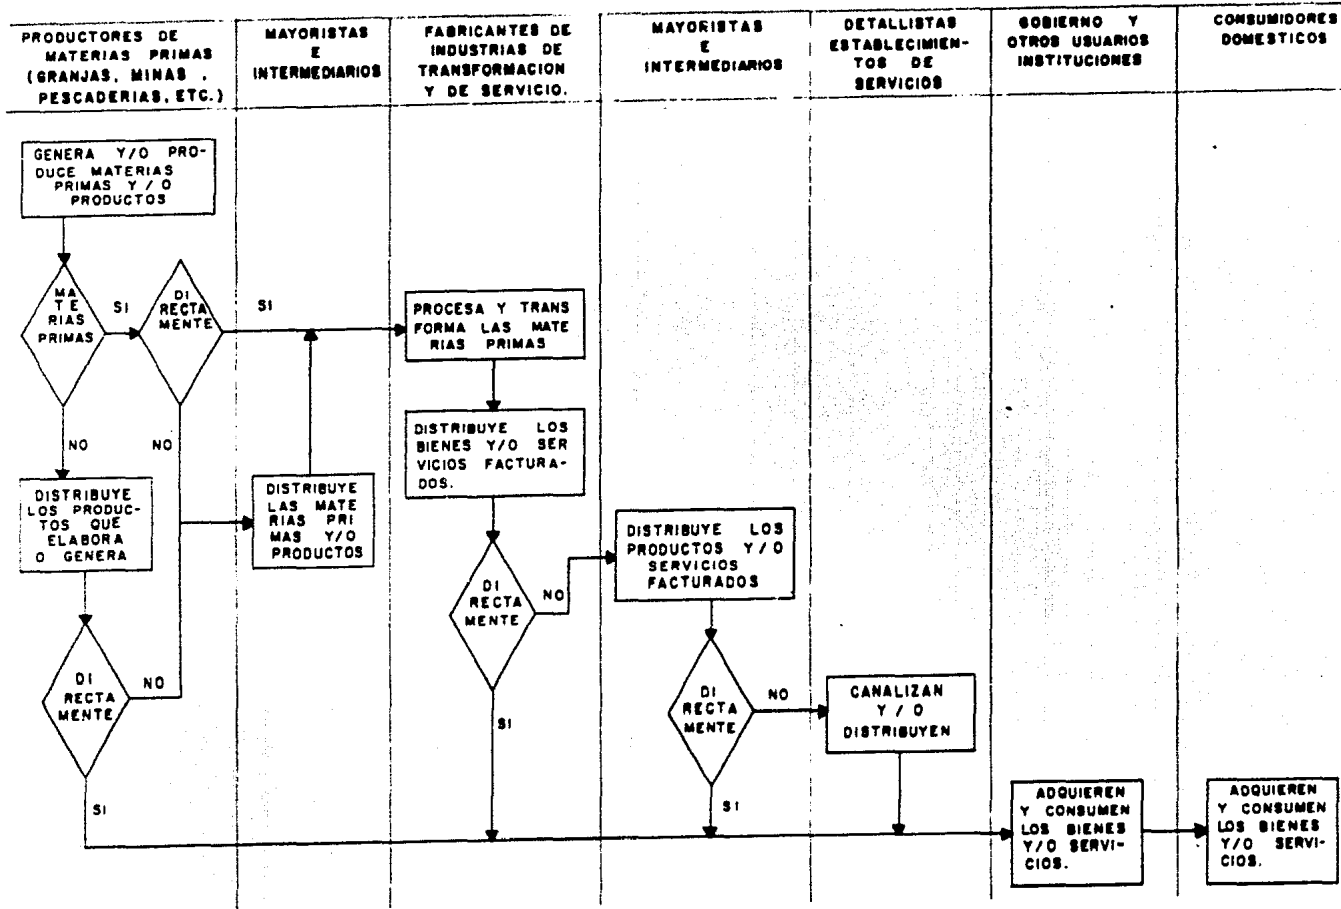 PRODUCTORES DE
MATERIAS PRIMAS
(GRANJAS, MINAS ,
PESCADERIAS, ETC.)
MAYORISTAS
E
INTERMEDIARIOS
FABRICANTES DE
INDUSTRIAS DE
TRANSFORMACION
Y DE SERVICIO.
MAYORISTAS
E
INTERMEDIARIOS
DETALLISTAS
ESTABLECIMIEN-
TOS DE
SERVICIOS
GOBIERNO Y
OTROS USUARIOS
INSTITUCIONES
CONSUMIDORES
DOMESTICOS
GENERA Y/O PRO-
DUCE MATERIAS
PRIMAS Y / O
PRODUCTOS
MA
T E
RIAS
PRIMAS
SI
DI
RECTA
MENTE
SI
PROCESA Y TRANS
FORMA LAS MATE
RIAS PRIMAS
NO
NO
DISTRIBUYE LOS
BIENES Y/O SER
VICIOS FACTURA-
DOS.
DISTRIBUYE
LOS PRODUC-
TOS QUE
ELABORA
O GENERA
DISTRIBUYE
LAS MATE
RIAS PRI
MAS Y/O
PRODUCTOS
DISTRIBUYE LOS
PRODUCTOS Y/O
SERVICIOS
FACTURADOS
DI
RECTA
MENTE
NO
DI
RECTA
MENTE
NO
DI
RECTA
MENTE
NO
CANALIZAN
Y / O
DISTRIBUYEN
SI
SI
SI
ADQUIEREN
Y CONSUMEN
LOS BIENES
Y/O SERVI-
CIOS.
ADQUIEREN
Y CONSUMEN
LOS BIENES
Y/O SERVI-
CIOS.